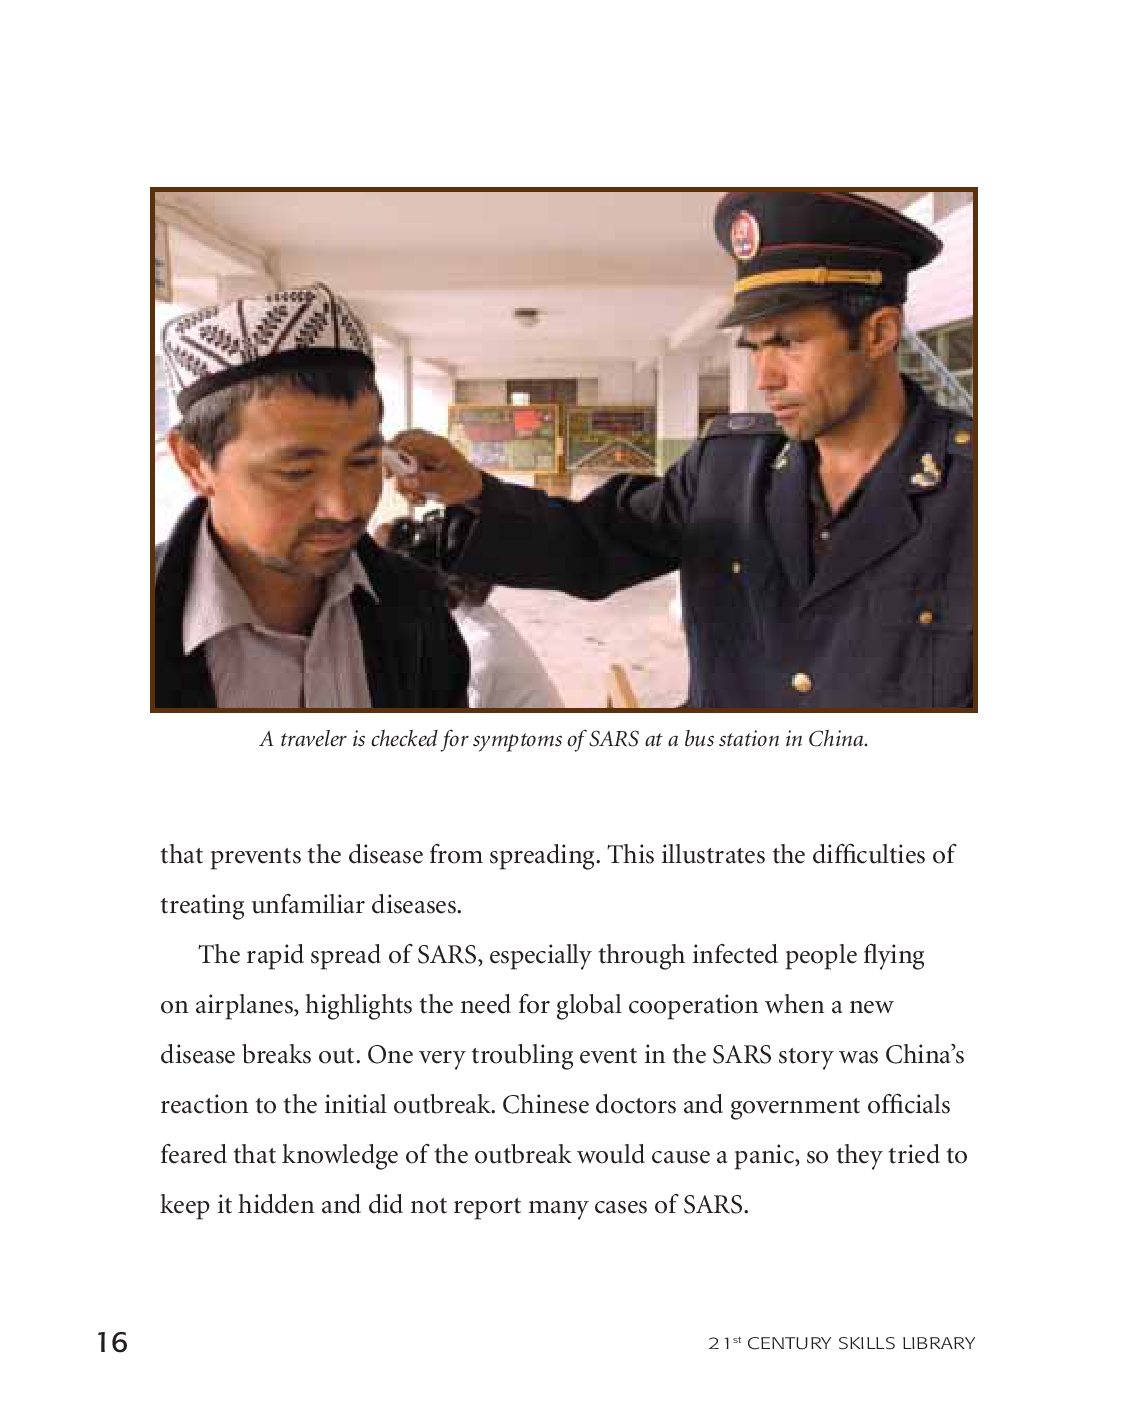 A traveler is checked for symptoms of SARS at a bus station in China.
that prevents the disease from spreading. This illustrates the difficulties of
treating unfamiliar diseases.
The rapid spread of SARS, especially through infected people flying
on airplanes, highlights the need for global cooperation when a new
disease breaks out. One very troubling event in the SARS story was China’s
reaction to the initial outbreak. Chinese doctors and government officials
feared that knowledge of the outbreak would cause a panic, so they tried to
keep it hidden and did not report many cases of SARS.
16
21st CENTURY SKILLS LIBRARY